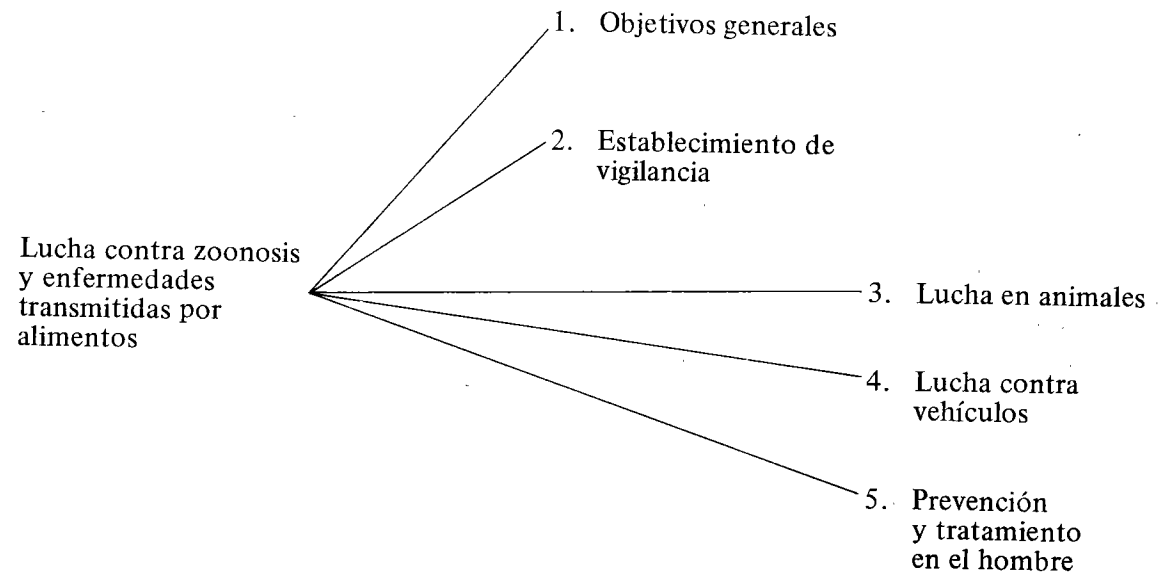 1. Objetivos generales
2. Establecimiento de
vigilancia
Lucha contra zoonosis
y enfermedades
transmitidas por
alimentos
3. Lucha en animales
4. Lucha contra
vehículos
5. Prevención
y tratamiento
en el hombre